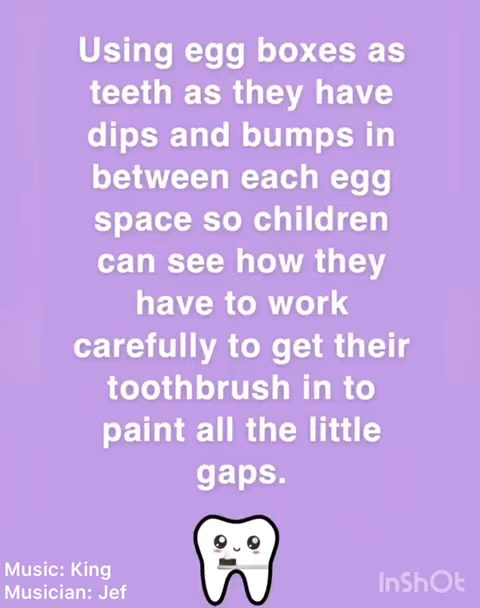 Using egg boxes as
teeth as they have
dips and bumps in
between each egg
space so children
can see how they
have to work
carefully to get their
toothbrush in to
paint all the little
gaps.
Music: King
Musician: Jef
InShOt